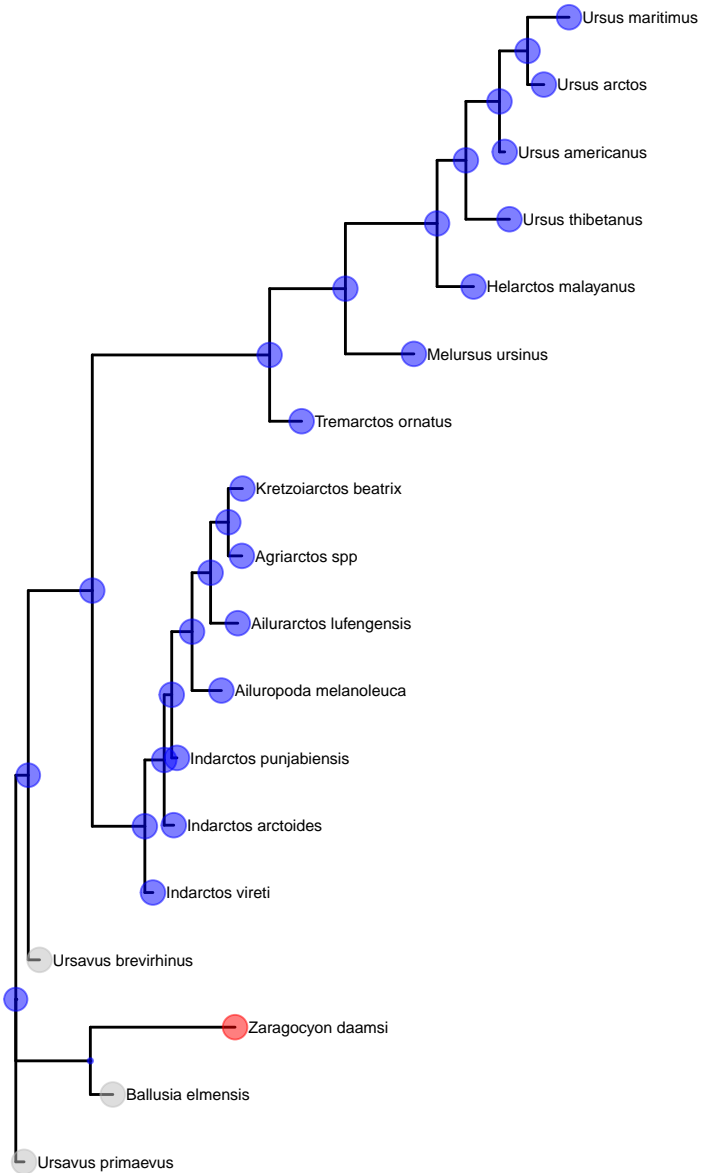 Ursus maritimus
Ursus arctos
Ursus americanus
Ursus thibetanus
Helarctos malayanus
Melursus ursinus
Tremarctos ornatus
Kretzoiarctos beatrix
Agriarctos spp
Ailurarctos lufengensis
Ailuropoda melanoleuca
Indarctos punjabiensis
Indarctos arctoides
Indarctos vireti
Ursavus brevirhinus
Zaragocyon daamsi
Ballusia elmensis
Ursavus primaevus